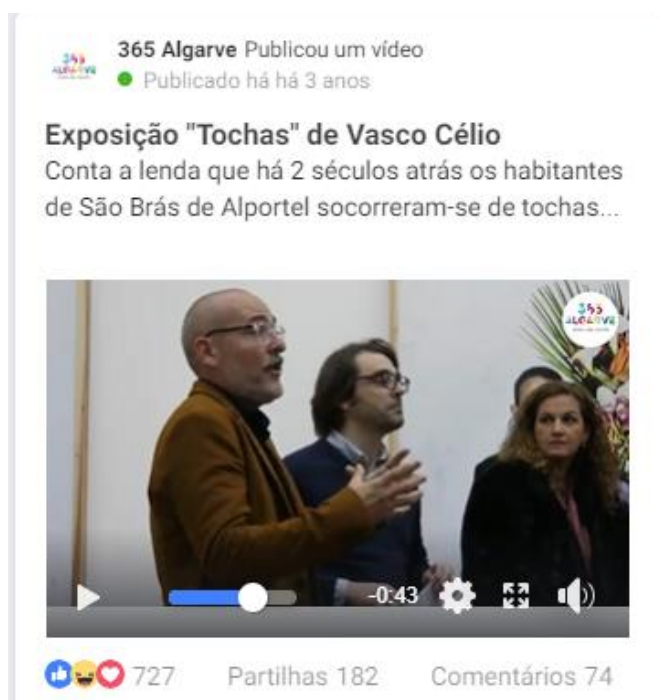 365 Algarve Publicou um vídeo
Publicado há há 3 anos
Exposição "Tochas" de Vasco Célio
Conta a lenda que há 2 séculos atrás os habitantes
de São Brás de Alportel socorreram-se de tochas...
365
ALGARVE
-0:43
727 Partilhas 182 Comentários 74